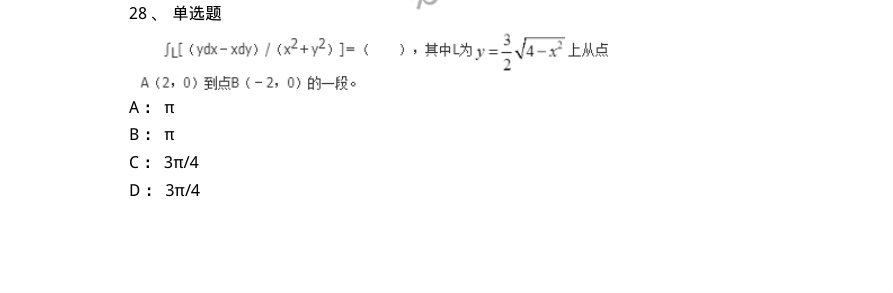 28 、 单选题
∫L[（ydx－xdy）/（x²＋y²）]＝（　　），其中L为 y = 3/2 √(4－x²) 上从点
A（2，0）到点B（－2，0）的一段。
A： π
B： π
C： 3π/4
D： 3π/4